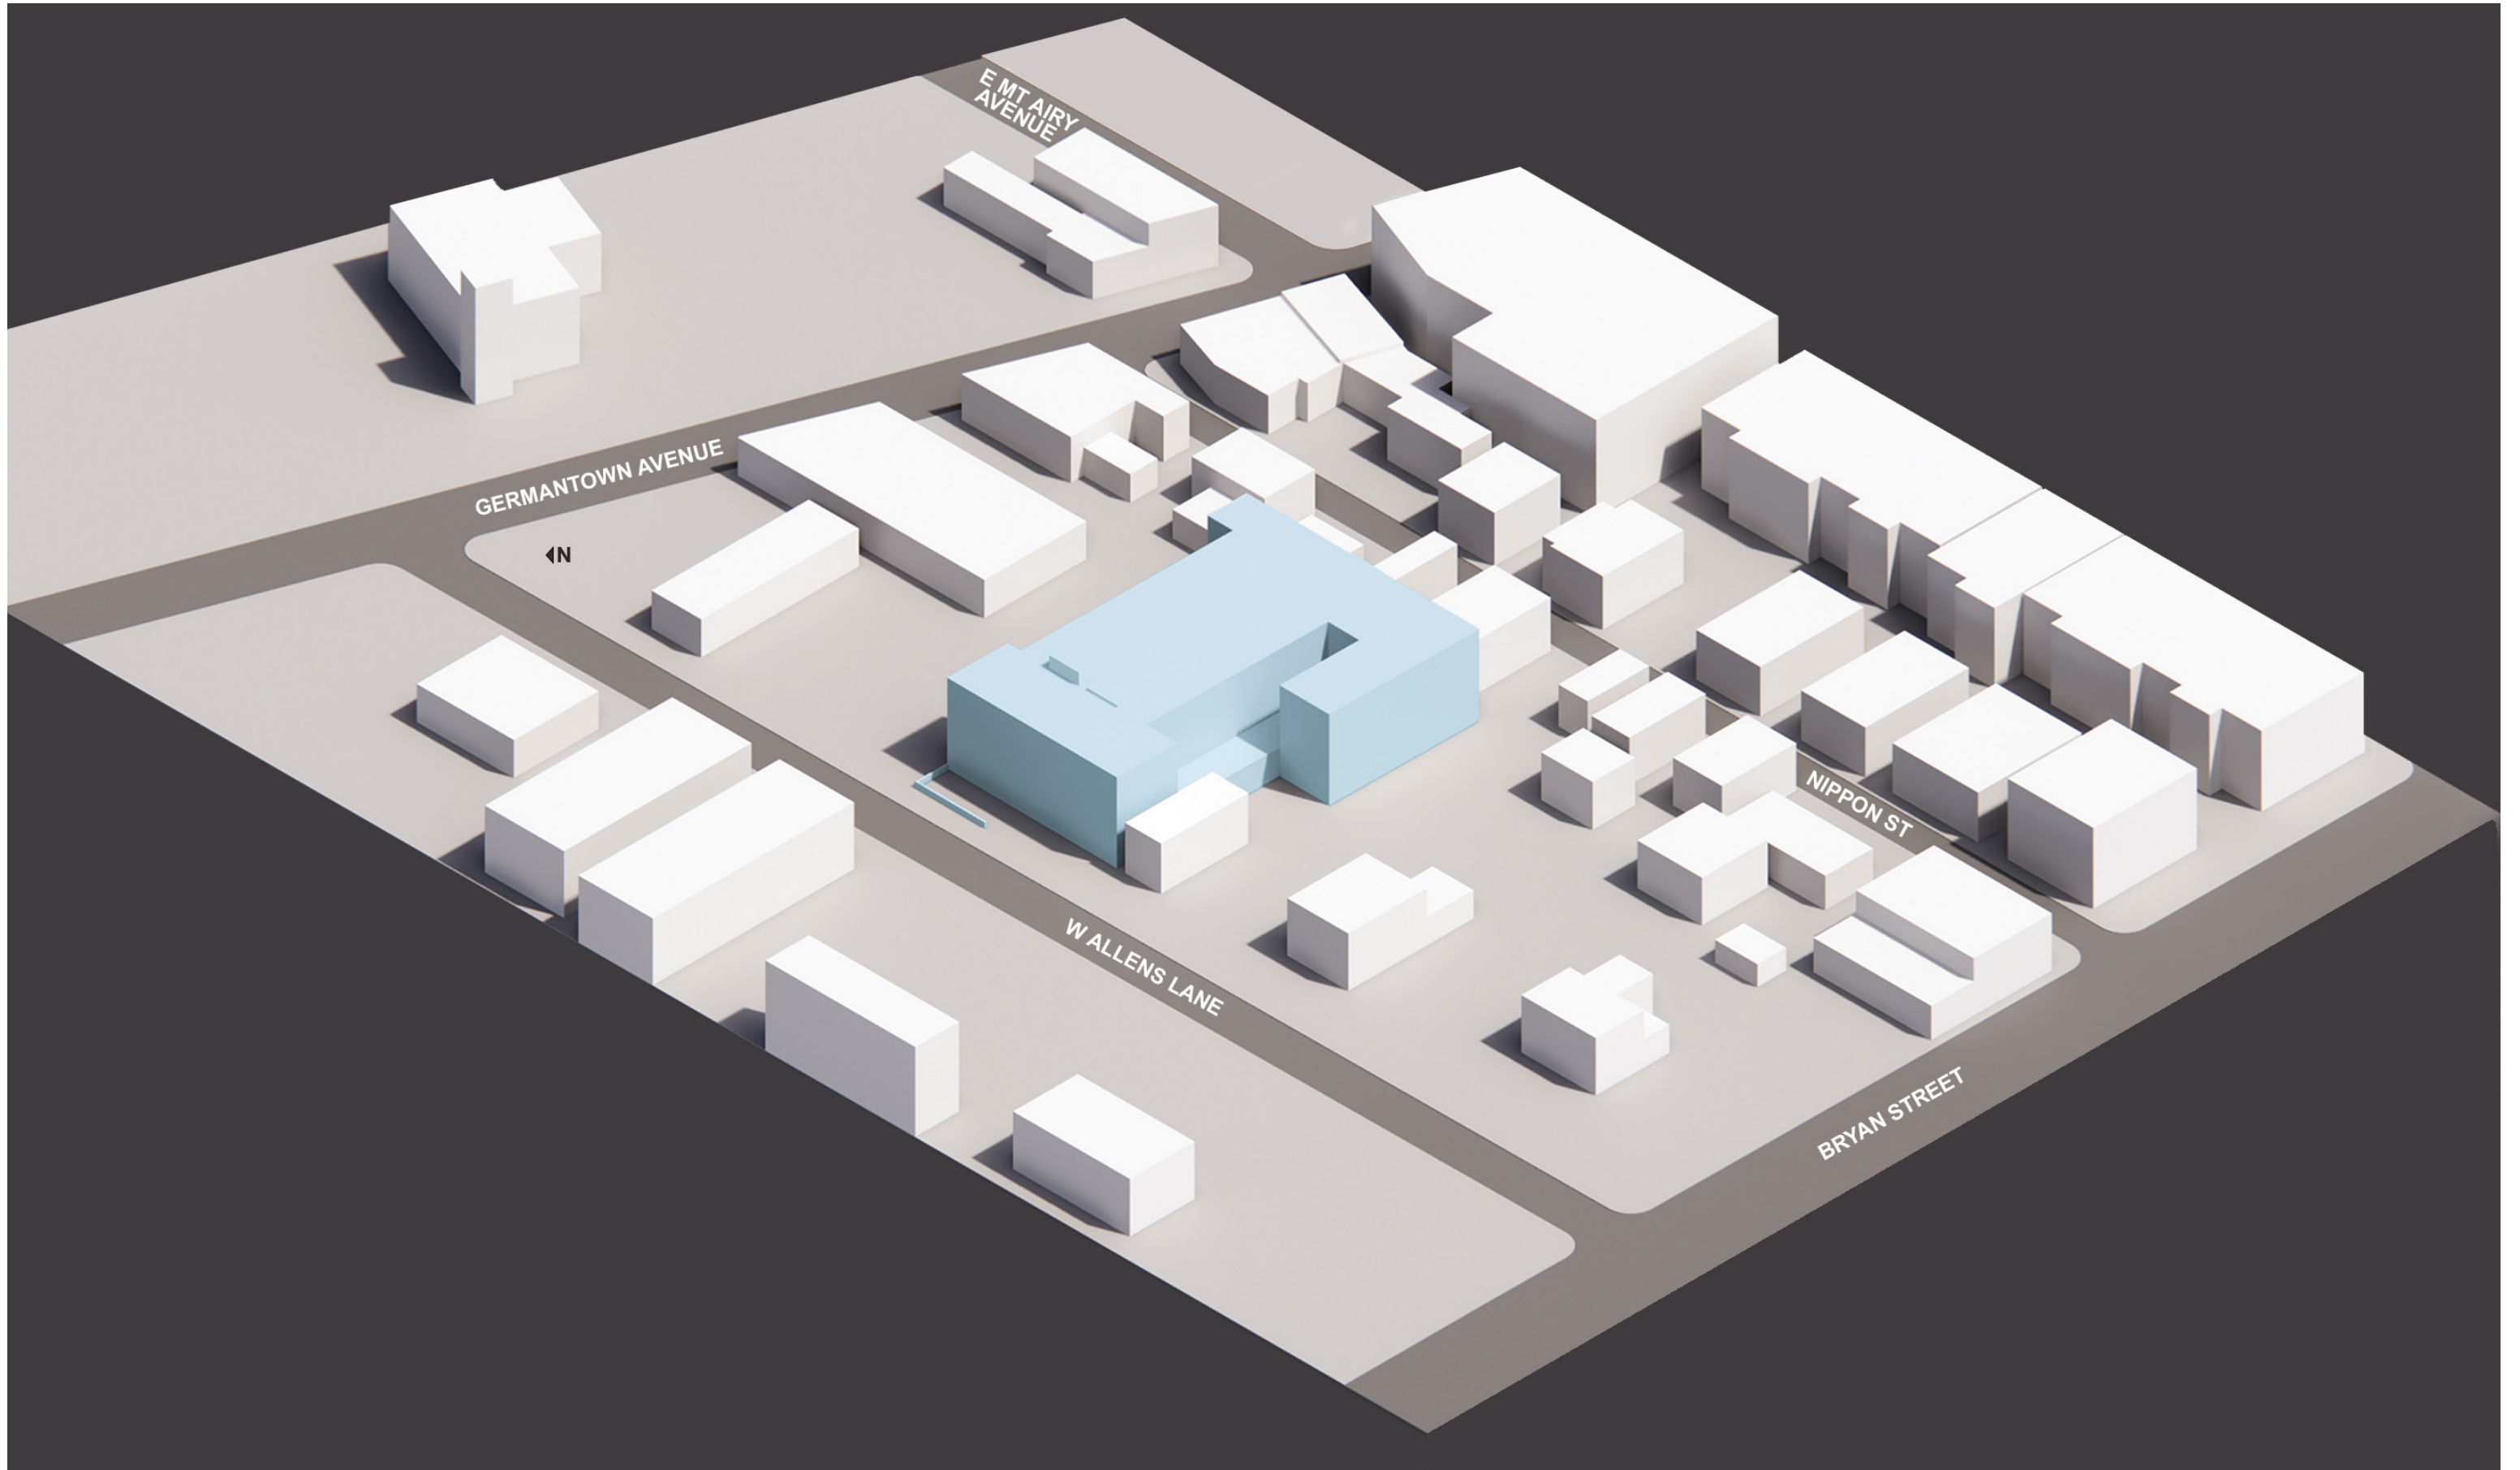 E MT AIRY
AVENUE
GERMANTOWN AVENUE
N
NIPPON ST
W ALLENS LANE
BRYAN STREET